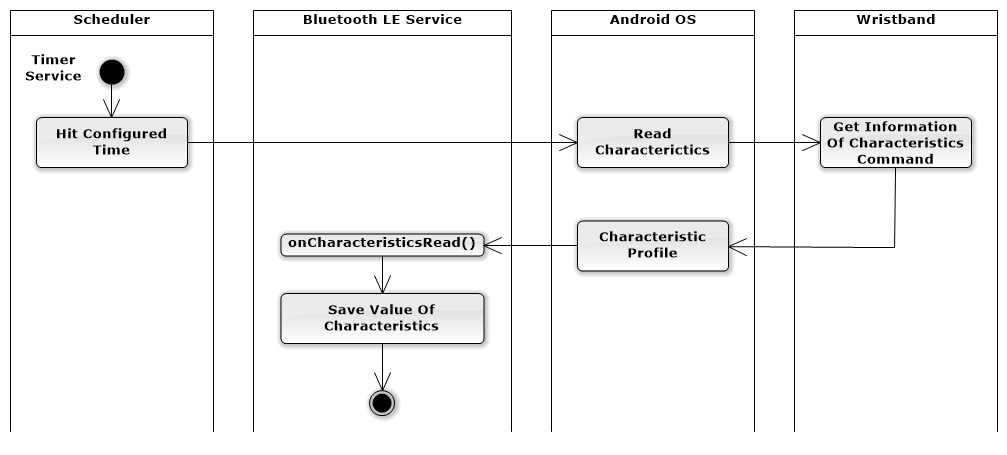 Scheduler
Bluetooth LE Service
Android OS
Wristband
Timer
Service
Hit Configured
Time
Read
Characterictics
Get Information
Of Characteristics
Command
onCharacteristicsRead()
Characteristic
Profile
Save Value Of
Characteristics